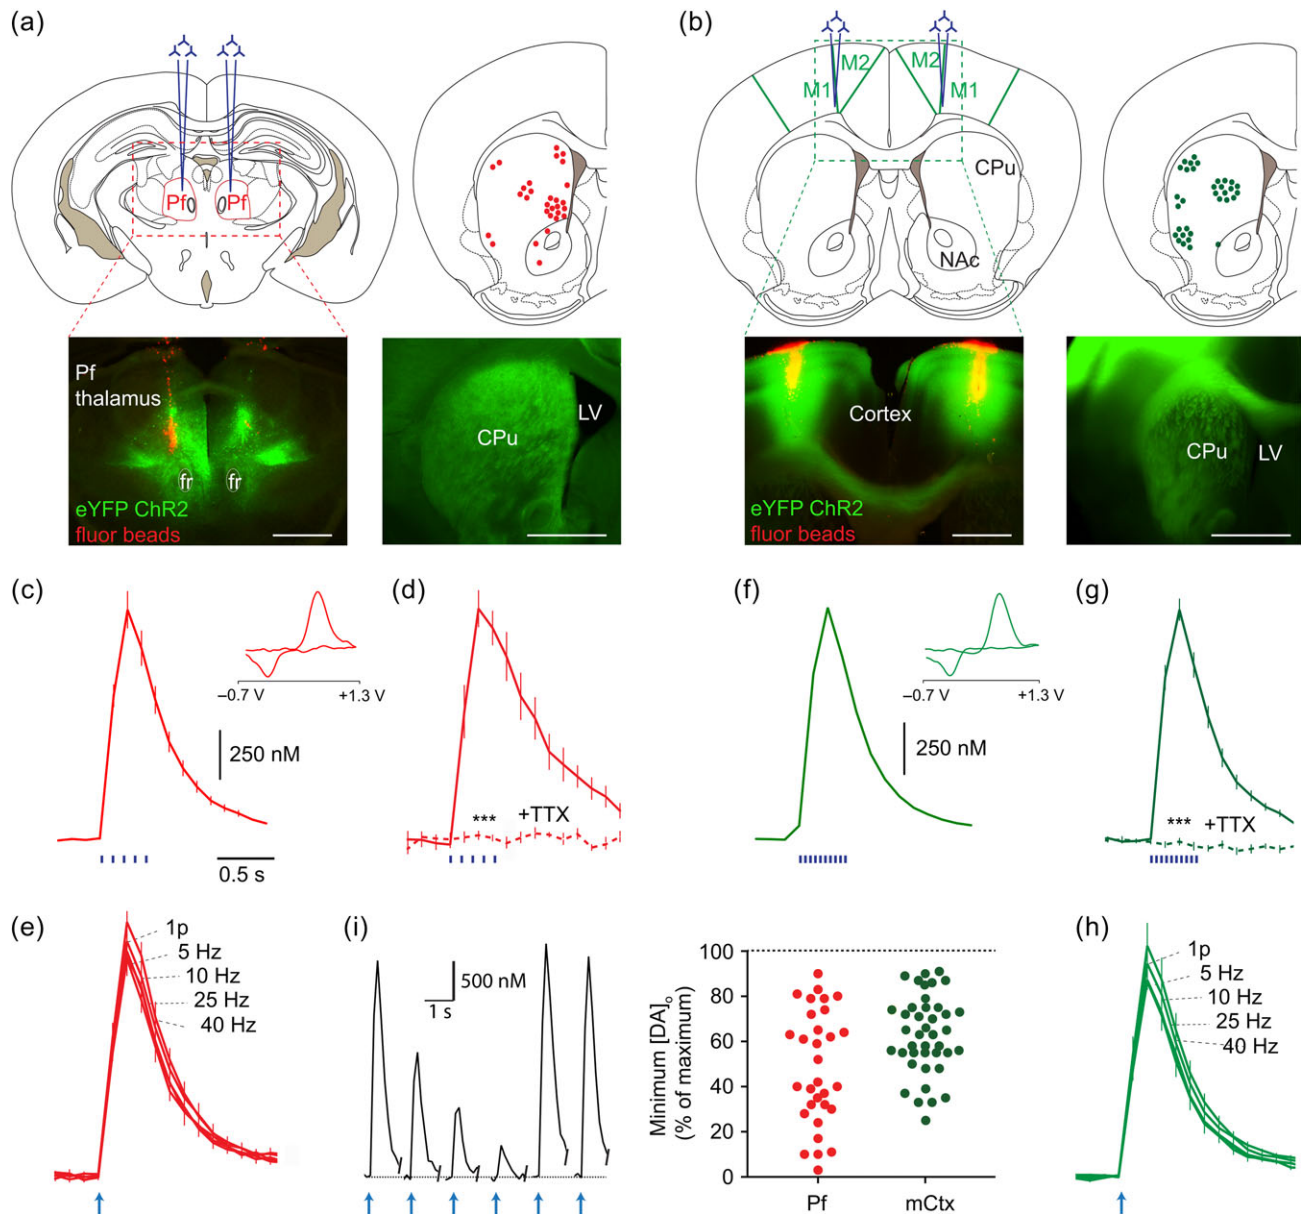 (a)
Pf
Pf
(b)
M2
M2
M1
M1
CPu
NAc
Pf
thalamus
fr
fr
eYFP ChR2
fluor beads
CPu
LV
Cortex
eYFP ChR2
fluor beads
CPu
LV
(c)
–0.7 V
+1.3 V
250 nM
0.5 s
(d)
***
+TTX
(f)
–0.7 V
+1.3 V
250 nM
(g)
***
+TTX
(e)
1p
5 Hz
10 Hz
25 Hz
40 Hz
(i)
500 nM
1 s
Minimum [DA]o
(% of maximum)
100
80
60
40
20
0
Pf
mCtx
(h)
1p
5 Hz
10 Hz
25 Hz
40 Hz